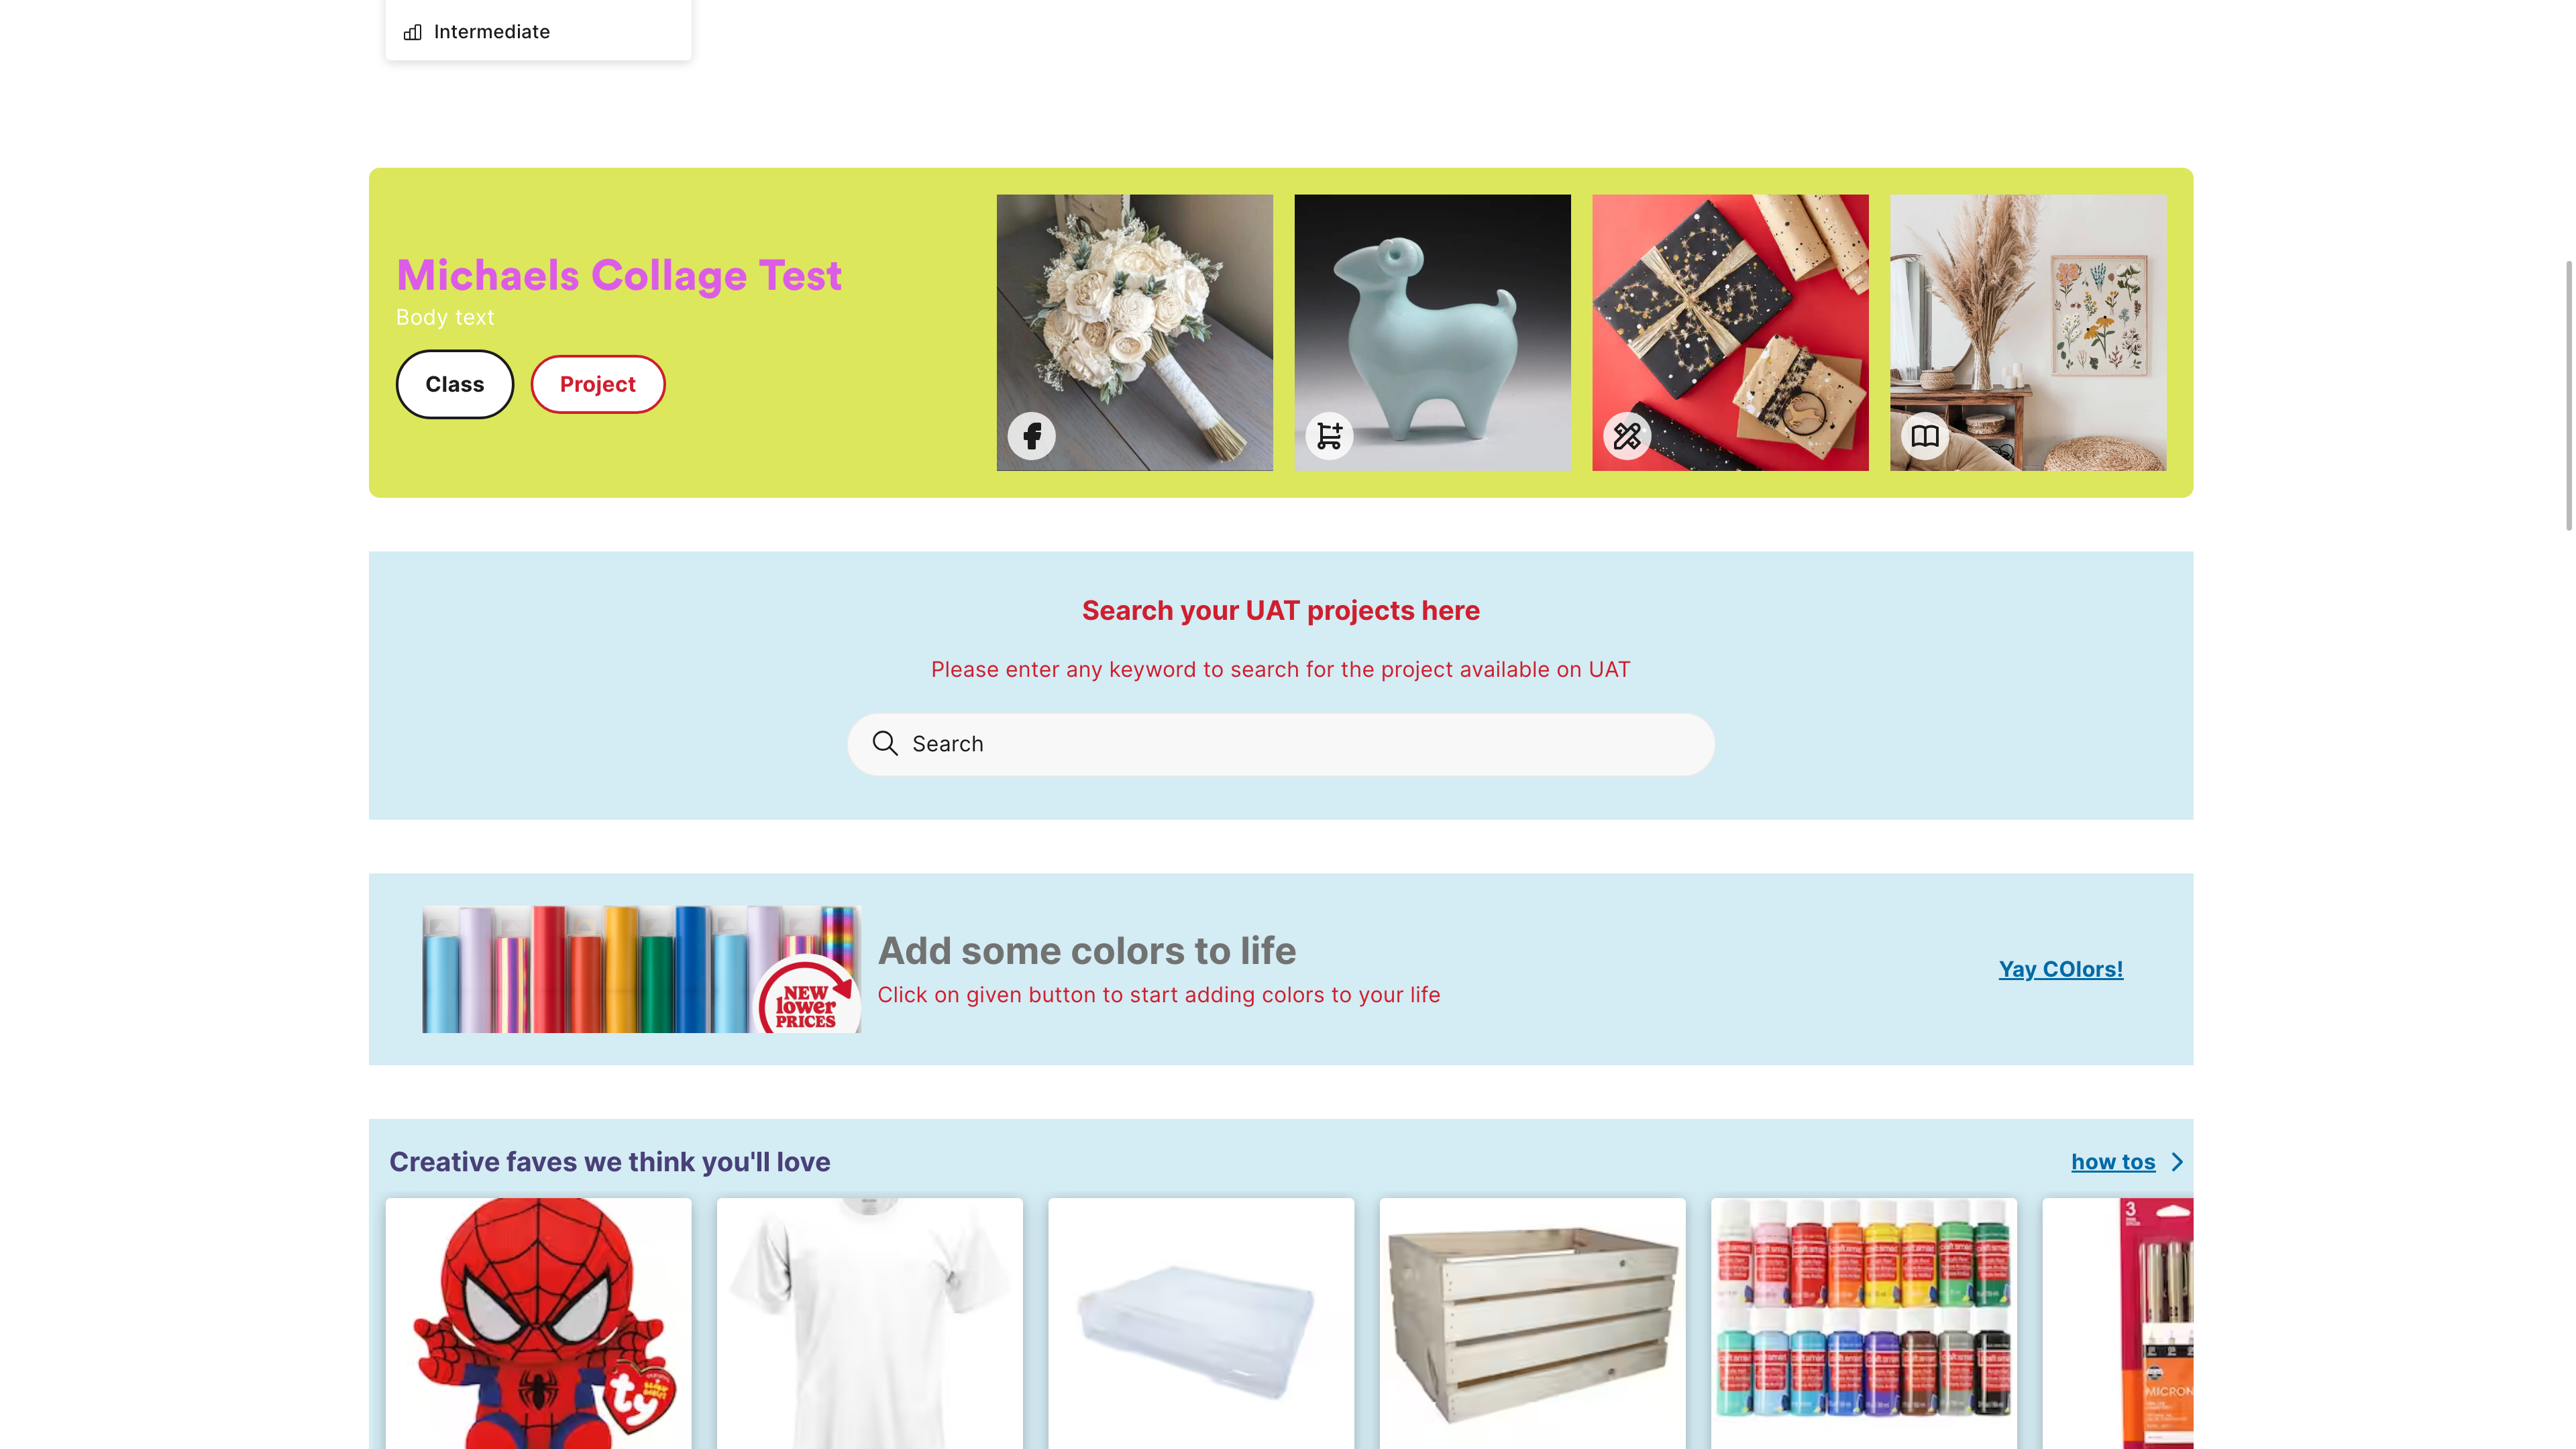 Intermediate
Michaels Collage Test
Body text
Class
Project
Search your UAT projects here
Please enter any keyword to search for the project available on UAT
Search
NEW
lower
PRICES
Add some colors to life
Click on given button to start adding colors to your life
Yay COlors!
Creative faves we think you'll love
how tos
ty
3
MICRON